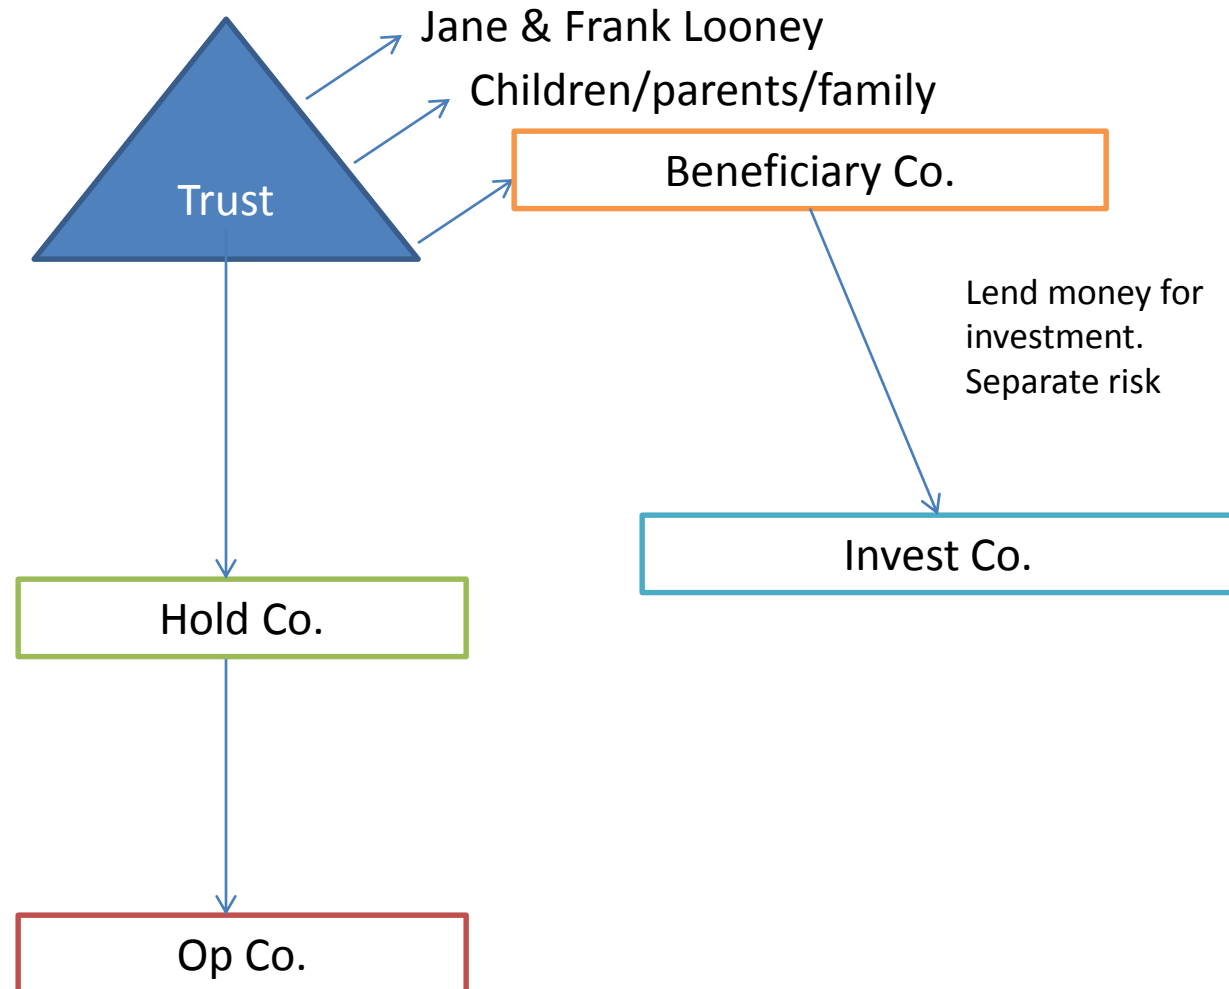 Jane & Frank Looney
Children/parents/family
Beneficiary Co.
Trust
Lend money for
investment.
Separate risk
Invest Co.
Hold Co.
Op Co.